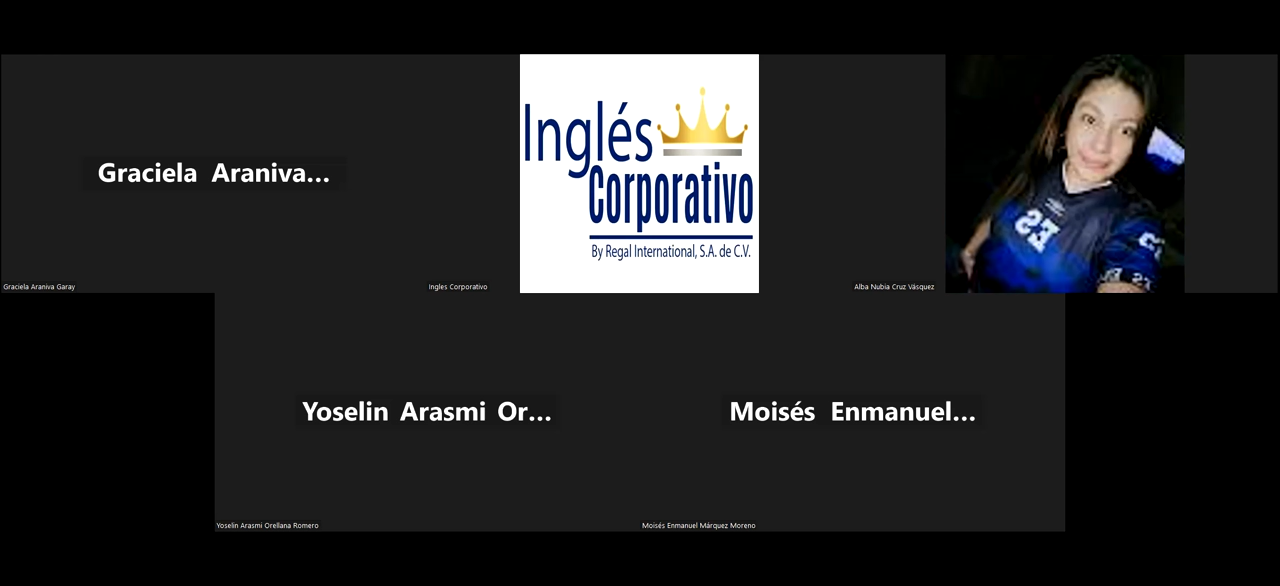 Graciela Araniva...
Graciela Araniva Garay
Inglés
Corporativo
By Regal International, S.A. de C.V.
Ingles Corporativo
ES
Alba Nubia Cruz Vásquez
Yoselin Arasmi Or...
Yoselin Arasmi Orellana Romero
Moisés Enmanuel...
Moisés Enmanuel Márquez Moreno